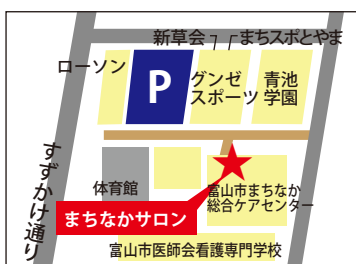 新草会
まちスポとやま
ローソン
P
グンゼ
スポーツ
青池
学園
すずかけ通り
体育館
富山市まちなか
総合ケアセンター
まちなかサロン
富山市医師会看護専門学校